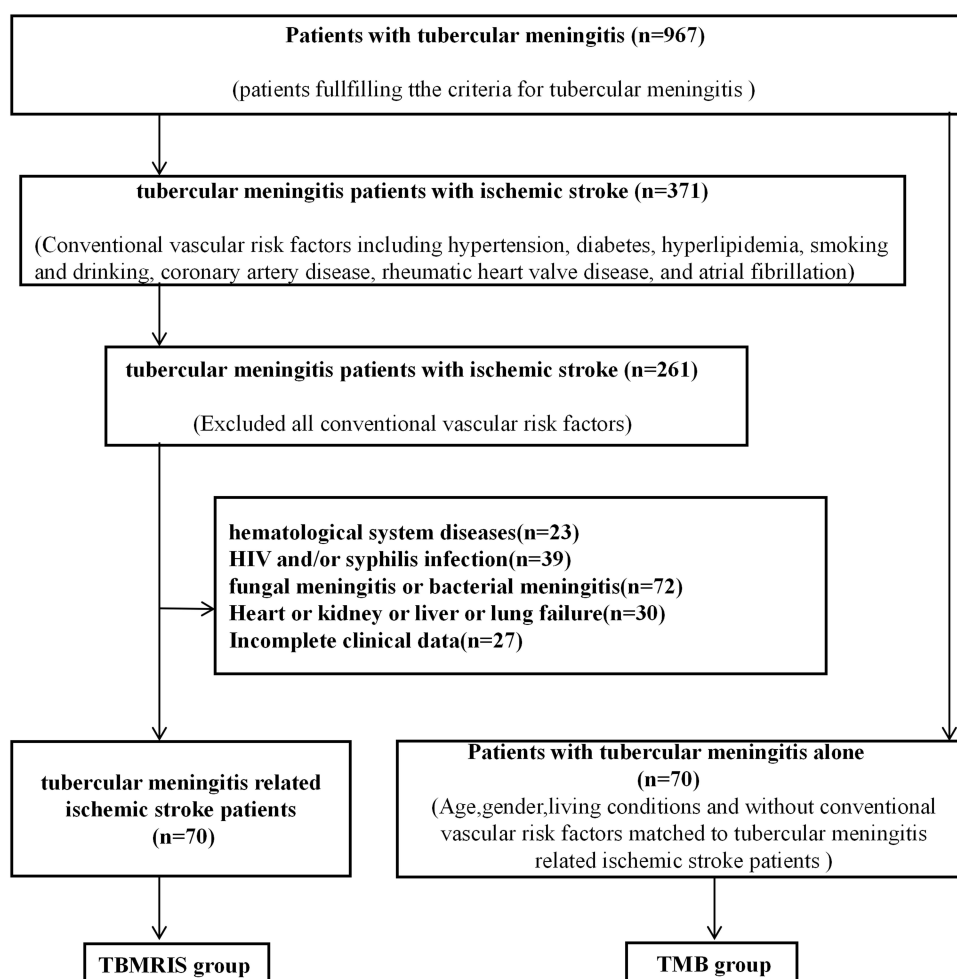 Patients with tubercular meningitis (n=967)
(patients fullfilling tthe criteria for tubercular meningitis )
tubercular meningitis patients with ischemic stroke (n=371)
(Conventional vascular risk factors including hypertension, diabetes, hyperlipidemia, smoking
and drinking, coronary artery disease, rheumatic heart valve disease, and atrial fibrillation)
tubercular meningitis patients with ischemic stroke (n=261)
(Excluded all conventional vascular risk factors)
hematological system diseases(n=23)
HIV and/or syphilis infection(n=39)
fungal meningitis or bacterial meningitis(n=72)
Heart or kidney or liver or lung failure(n=30)
Incomplete clinical data(n=27)
tubercular meningitis related
ischemic stroke patients
(n=70)
Patients with tubercular meningitis alone
(n=70)
(Age,gender,living conditions and without conventional
vascular risk factors matched to tubercular meningitis
related ischemic stroke patients )
TBMRIS group
TMB group